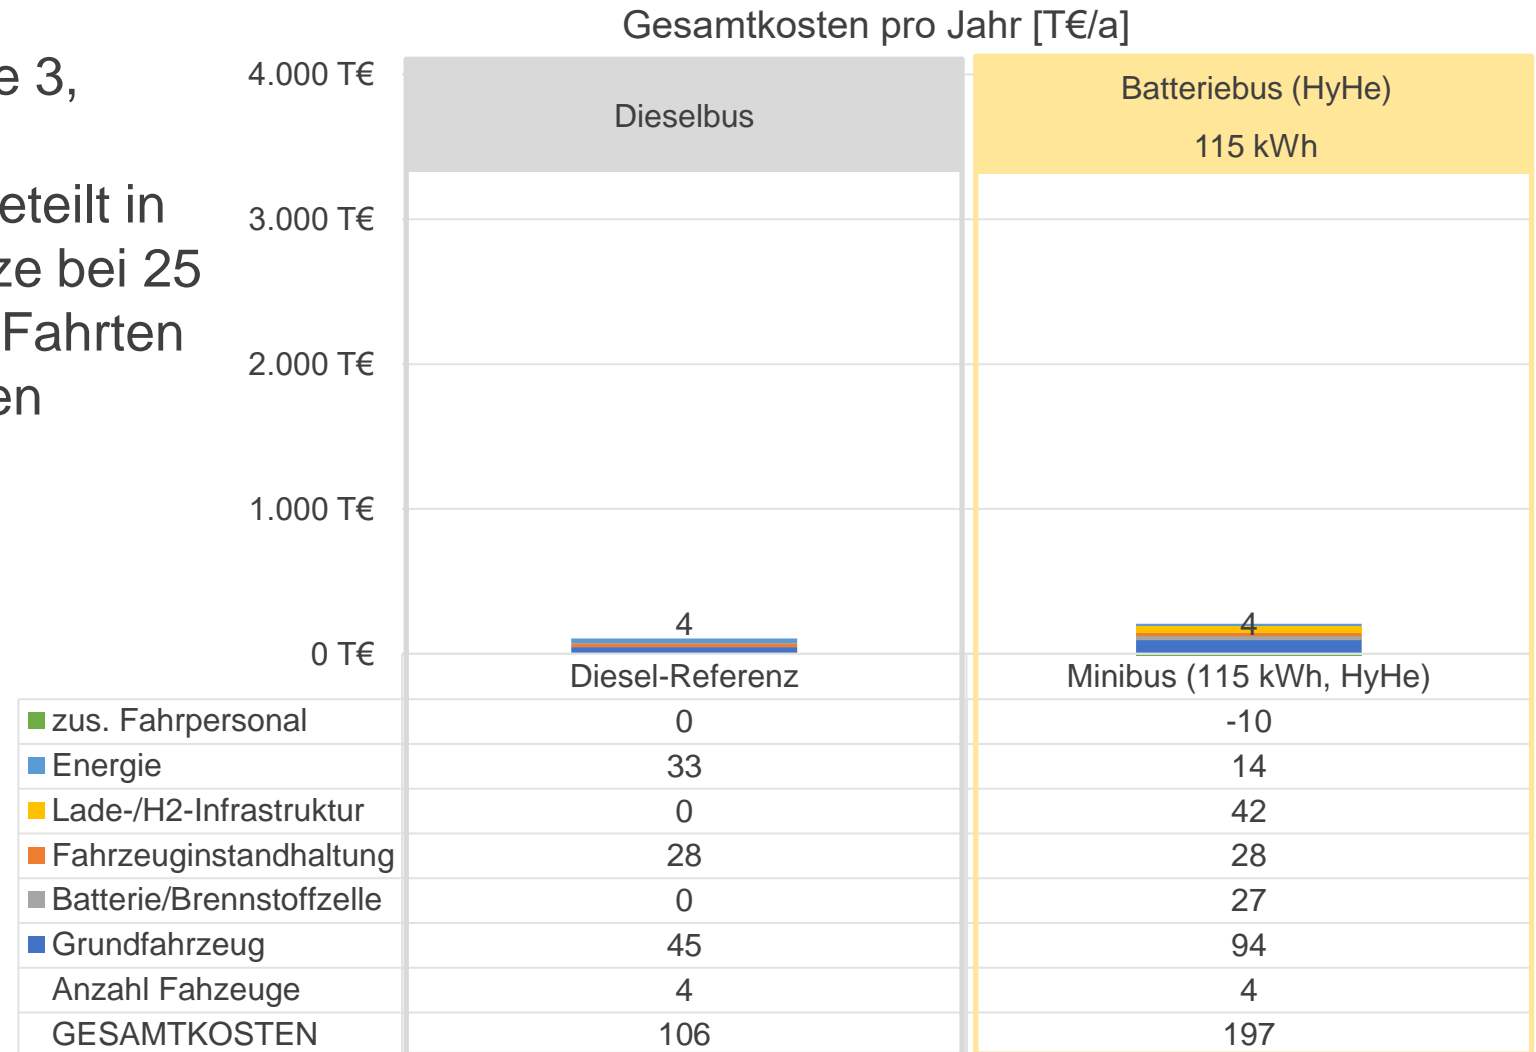 Gesamtkosten pro Jahr [T€/a]
e 3,
eteilt in
ze bei 25
Fahrten
en
4.000 T€
3.000 T€
2.000 T€
1.000 T€
0 T€
Dieselbus
Batteriebus (HyHe)
115 kWh
4
4
Diesel-Referenz Minibus (115 kWh, HyHe)
zus. Fahrpersonal 0 -10
Energie 33 14
Lade-/H2-Infrastruktur 0 42
Fahrzeuginstandhaltung 28 28
Batterie/Brennstoffzelle 0 27
Grundfahrzeug 45 94
Anzahl Fahzeuge 4 4
GESAMTKOSTEN 106 197